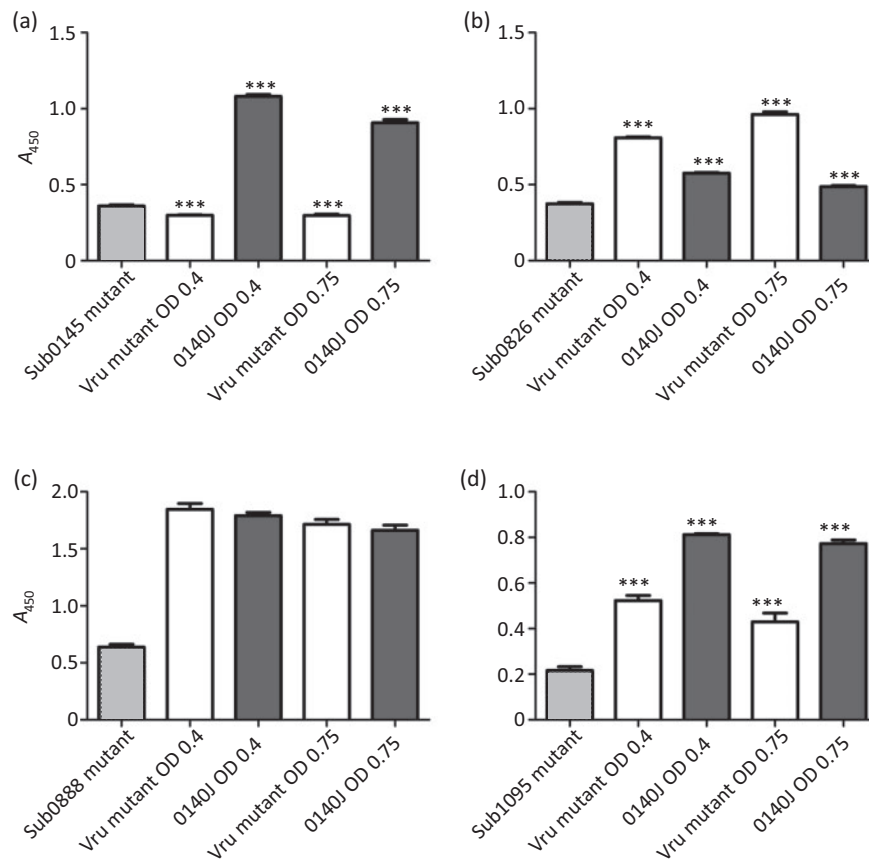 (a)
1.5
1.0
0.5
0
A450
***
***
***
***
Sub0145 mutant
Vru mutant OD 0.4
0140J OD 0.4
Vru mutant OD 0.75
0140J OD 0.75
(b)
1.5
1.0
0.5
0
***
***
***
***
Sub0826 mutant
Vru mutant OD 0.4
0140J OD 0.4
Vru mutant OD 0.75
0140J OD 0.75
(c)
2.0
1.5
1.0
0.5
0
A450
Sub0888 mutant
Vru mutant OD 0.4
0140J OD 0.4
Vru mutant OD 0.75
0140J OD 0.75
(d)
1.0
0.8
0.6
0.4
0.2
0
***
***
***
***
Sub1095 mutant
Vru mutant OD 0.4
0140J OD 0.4
Vru mutant OD 0.75
0140J OD 0.75